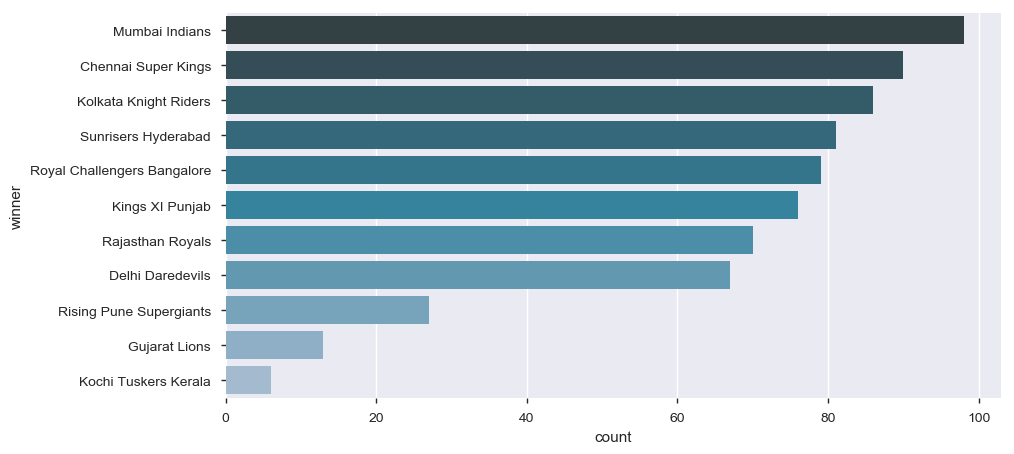 Mumbai Indians
Chennai Super Kings
Kolkata Knight Riders
Sunrisers Hyderabad
Royal Challengers Bangalore
Kings XI Punjab
Rajasthan Royals
Delhi Daredevils
Rising Pune Supergiants
Gujarat Lions
Kochi Tuskers Kerala
winner
0 20 40 60 80 100
count